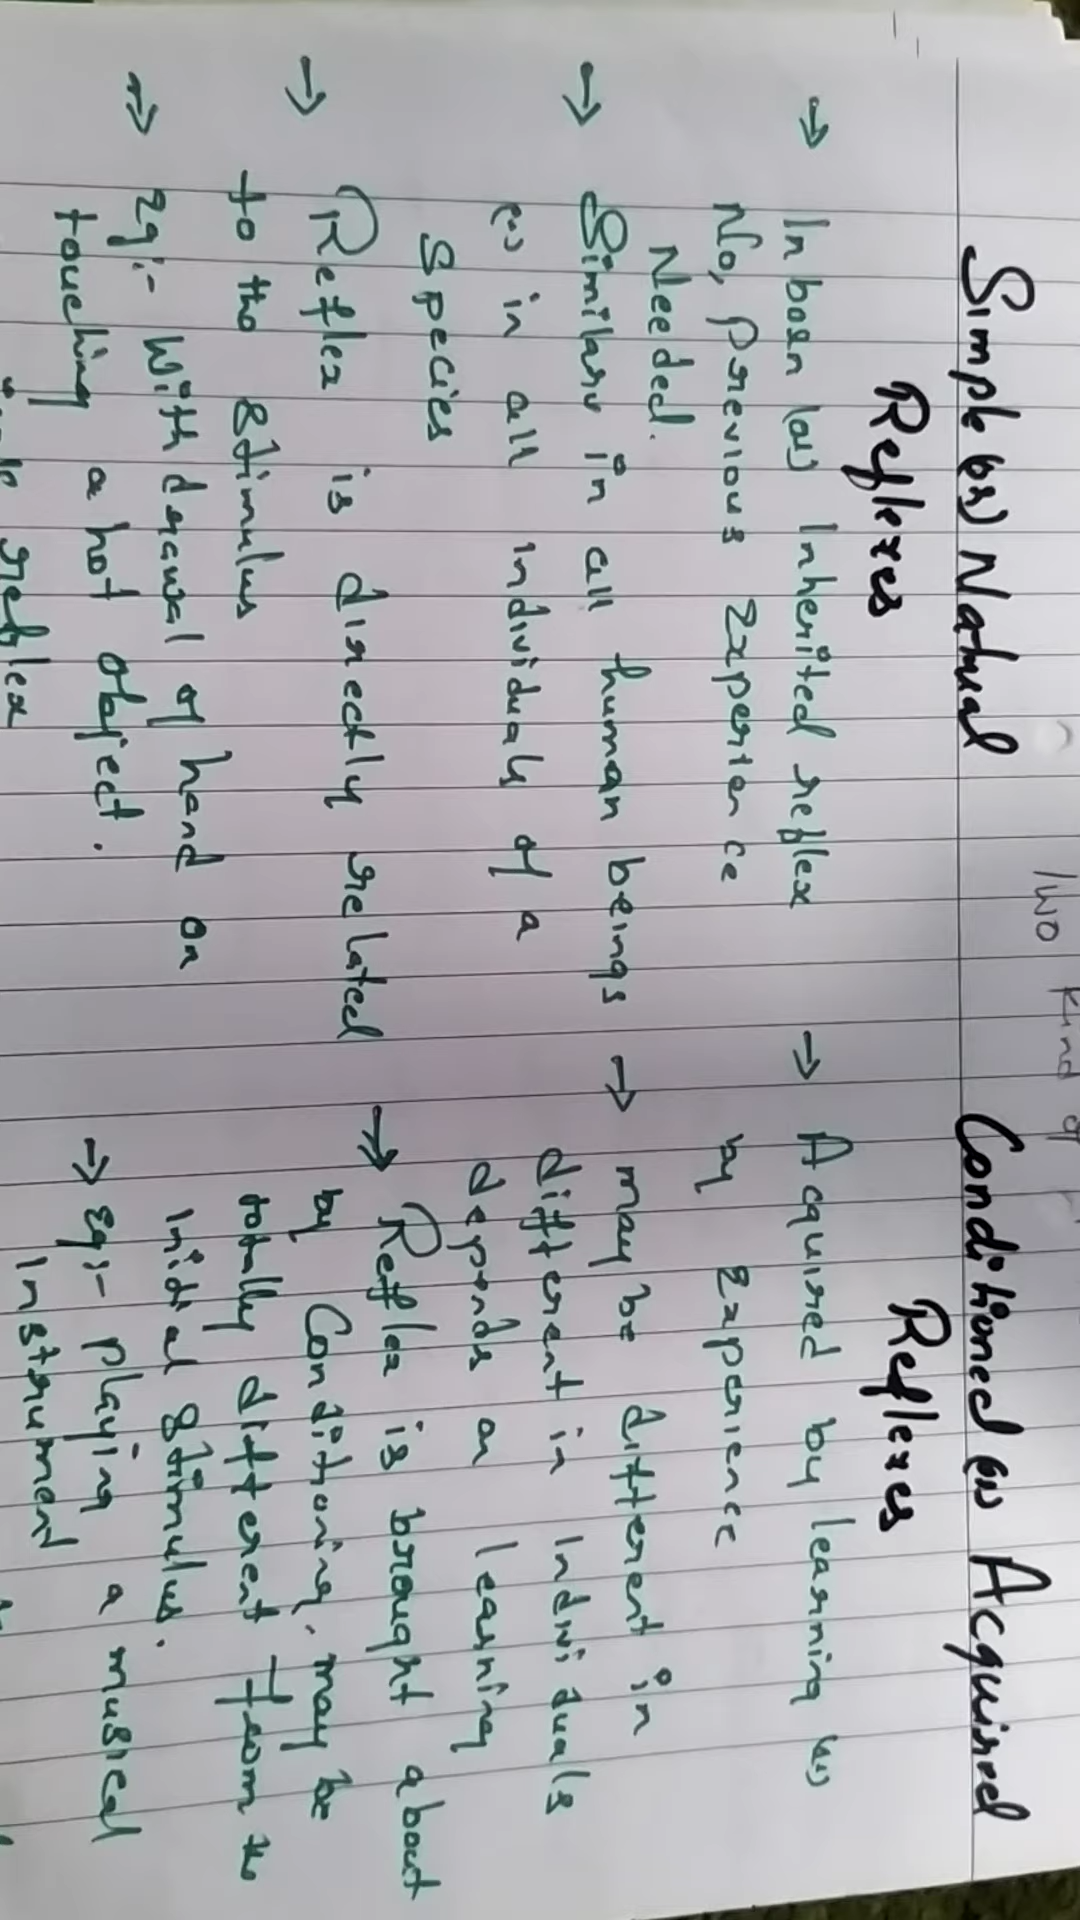 Two kind of
Simple (or) Natural
Reflexes
→ Inborn (or) Inherited reflex
No, Previous Experience
Needed.
→ Similar in all human beings
(or) in all individuals of a
Species
→ Reflex is directly related
to the stimulus
→ Eg:- Withdrawal of hand on
touching a hot object.
reflex
Conditioned (or) Acquired
Reflexes
→ Acquired by learning (or)
by Experience
→ may be different in
different in Individuals
depends on learning
→ Reflex is brought about
by Conditioning, may be
totally different from the
Initial stimulus.
→ Eg:- playing a musical
Instrument